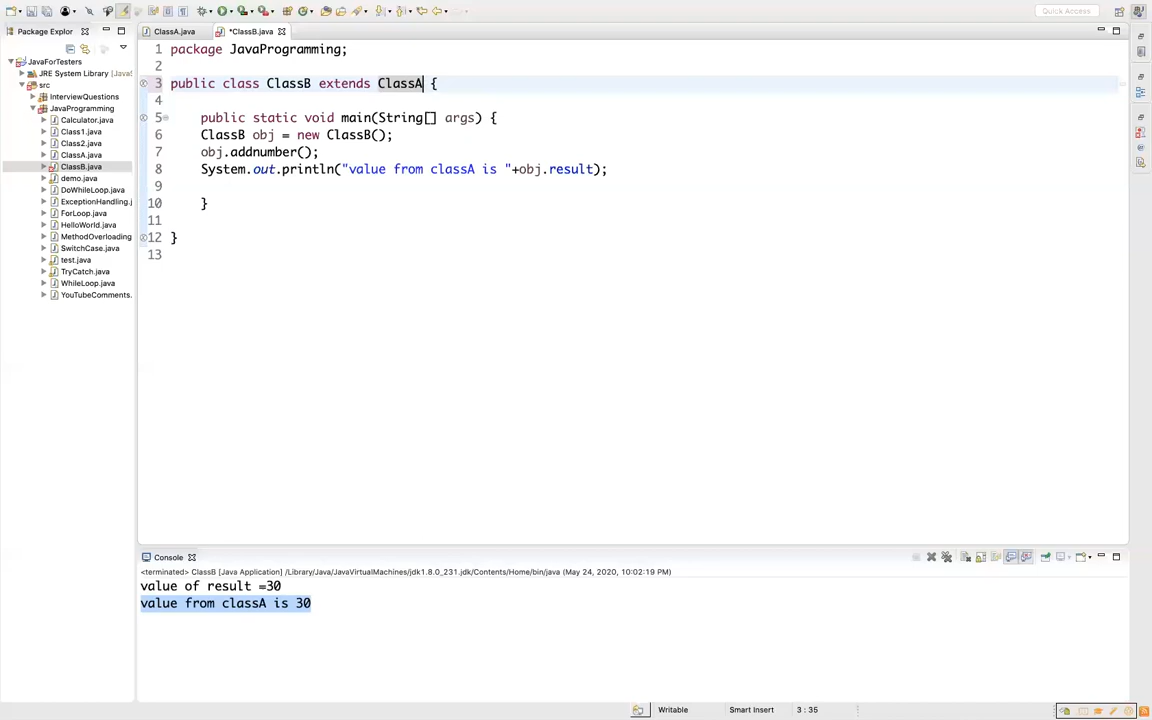 Quick Access
Package Explor
ClassA.java
*ClassB.java
JavaForTesters
JRE System Library [Java
src
InterviewQuestions
JavaProgramming
Calculator.java
Class1.java
Class2.java
ClassA.java
ClassB.java
demo.java
DoWhileLoop.java
ExceptionHandling.j
ForLoop.java
HelloWorld.java
MethodOverloading
SwitchCase.java
test.java
TryCatch.java
WhileLoop.java
YouTubeComments.
1 package JavaProgramming;
2
3 public class ClassB extends ClassA {
4
5 public static void main(String[] args) {
6 ClassB obj = new ClassB();
7 obj.addnumber();
8 System.out.println("value from classA is "+obj.result);
9
10 }
11
12 }
13
Console
<terminated> ClassB [Java Application] /Library/Java/JavaVirtualMachines/jdk1.8.0_231.jdk/Contents/Home/bin/java (May 24, 2020, 10:02:19 PM)
value of result =30
value from classA is 30
Writable
Smart Insert
3 : 35